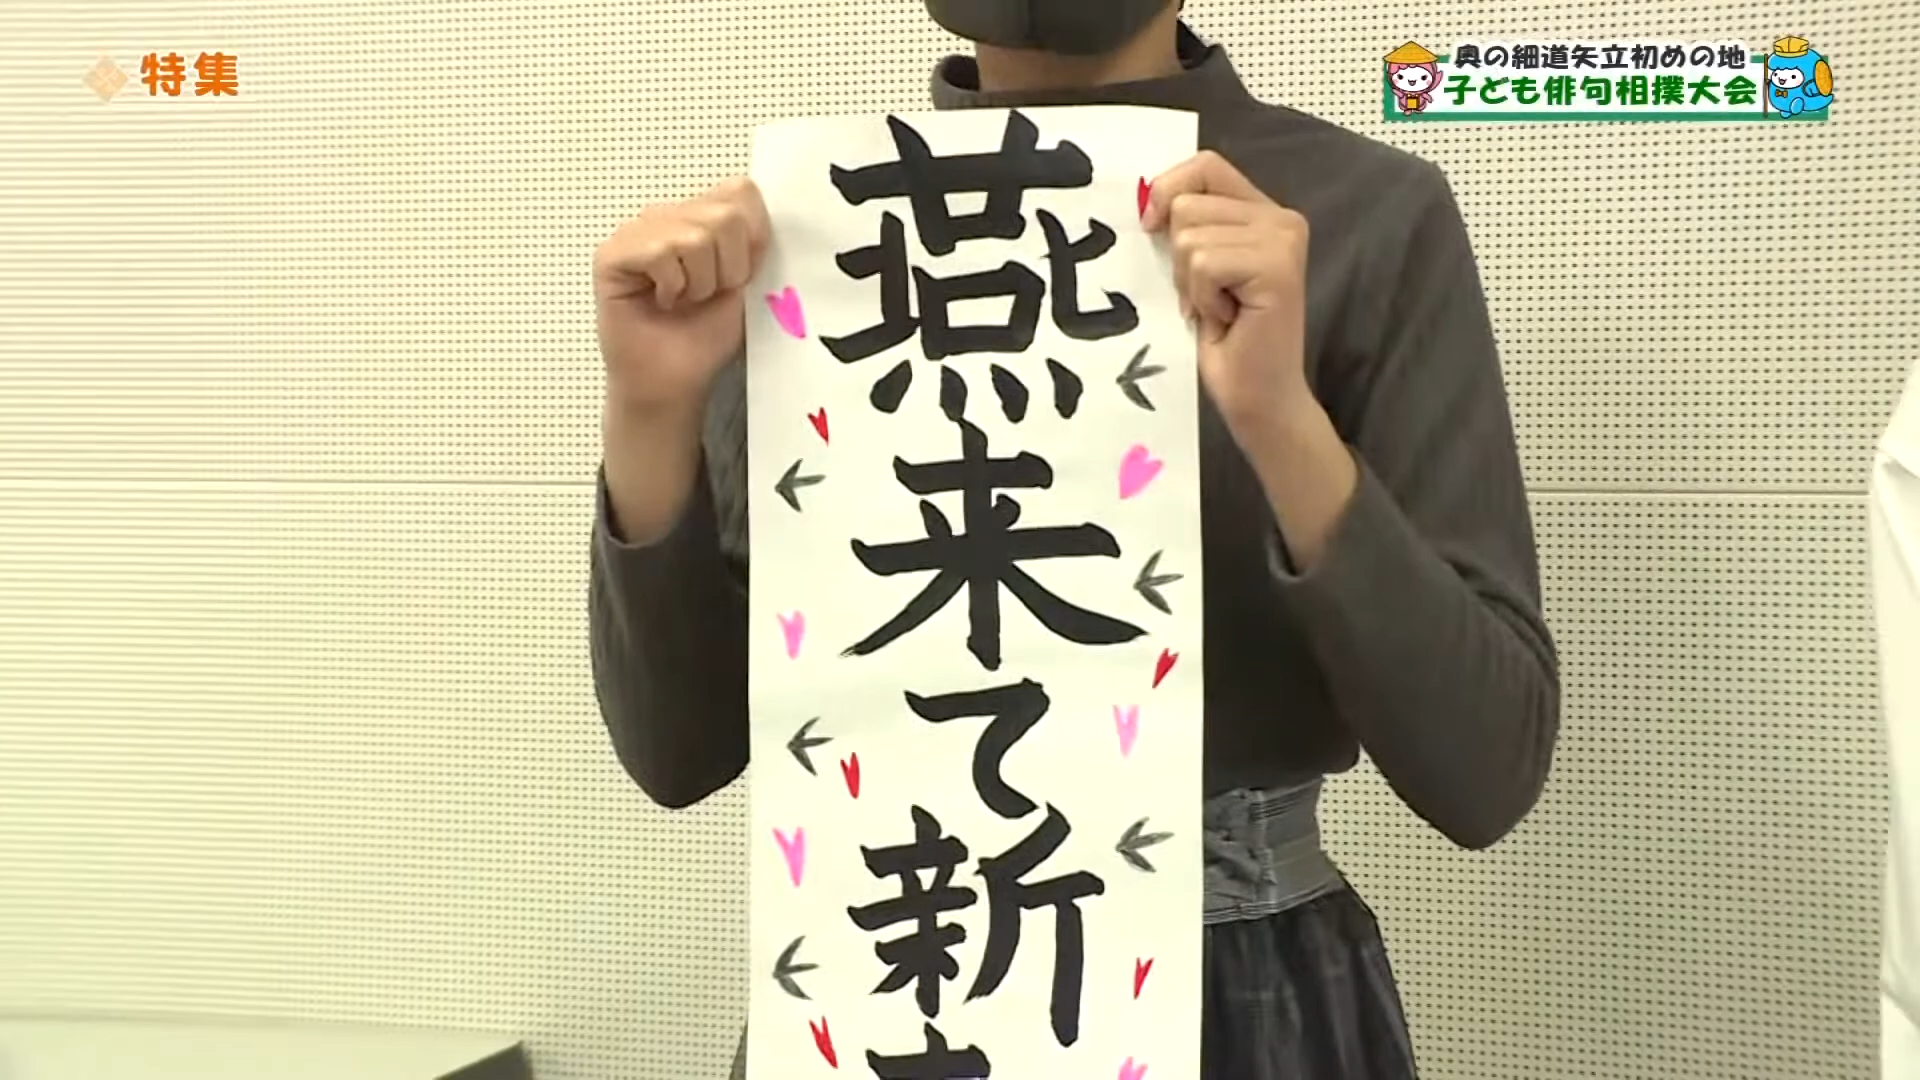 特集
奥の細道矢立初めの地
子ども俳句相撲大会
燕来て新